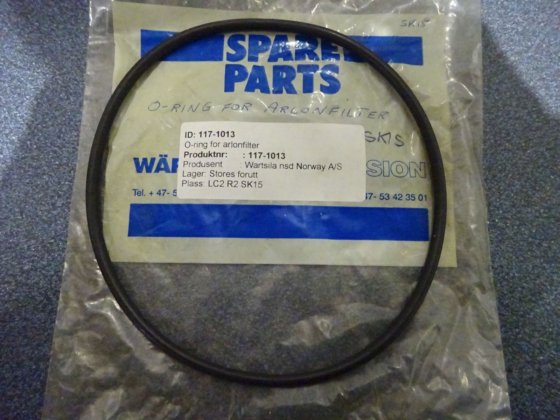 SK15
SPARE
PARTS
O-RING FOR ARLONFILTER
SK15
ID: 117-1013
O-ring for arlonfilter
Produktnr: : 117-1013
Produsent : Wartsila nsd Norway A/S
Lager: Stores forutt
Plass: LC2 R2 SK15
WÄR
SION
Tel. + 47- 5
47- 53 42 35 01